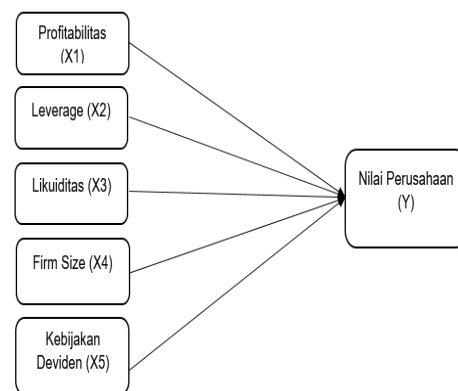 Profitabilitas
(X1)
Leverage (X2)
Likuiditas (X3)
Nilai Perusahaan
(Y)
Firm Size (X4)
Kebijakan
Deviden (X5)